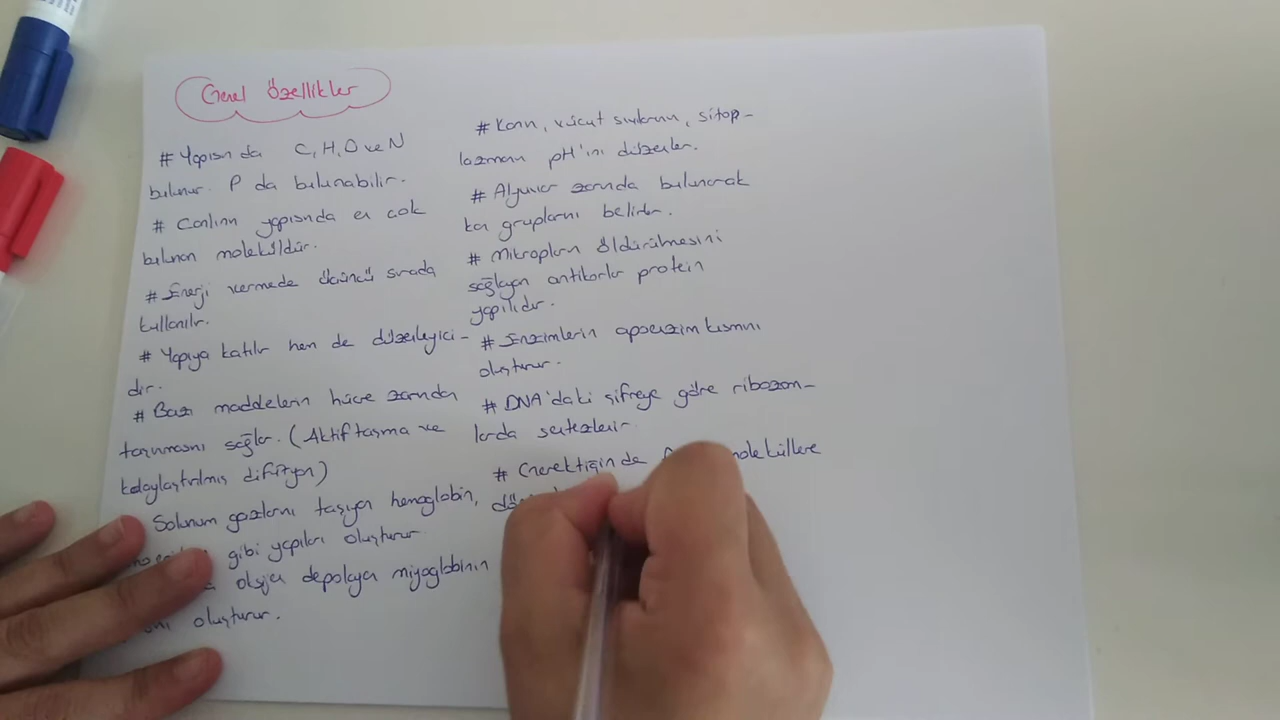 Genel Özellikler
# Yapısında C, H, O ve N
bulunur. P da bulunabilir.
# Canlının yapısında en çok
bulunan moleküldür.
# Enerji vermede üçüncü sırada
kullanılır.
# Yapıya katılır hem de düzenleyici-
dir.
# Bazı maddelerin hücre zarında
taşınmasını sağlar. (Aktif taşıma ve
kolaylaştırılmış difüzyon)
Solunum gazlarını taşıyan hemoglobin,
gibi yapıları oluşturur.
oksijen depolayan miyoglobinin
oluşturur.
# Kanın, vücut sıvılarının, sitop-
lazmanın pH'ını düzenler.
# Alyuvar zarında bulunarak
kan gruplarını belirler.
# Mikropların öldürülmesini
sağlayan antikorlar protein
yapılıdır.
# Enzimlerin apoenzim kısmını
oluşturur.
# DNA'daki şifreye göre ribozom-
larda sentezlenir.
# Gerektiğinde moleküllere